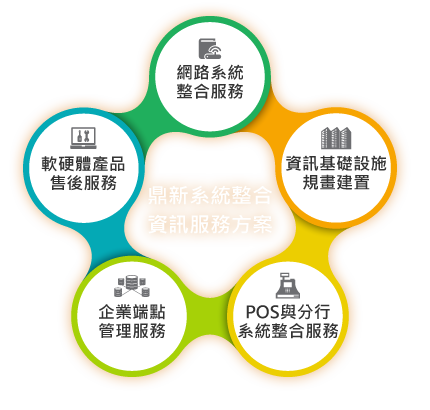 網路系統
整合服務
軟硬體產品
售後服務
資訊基礎設施
規畫建置
鼎新系統整合
資訊服務方案
企業端點
管理服務
POS與分行
系統整合服務